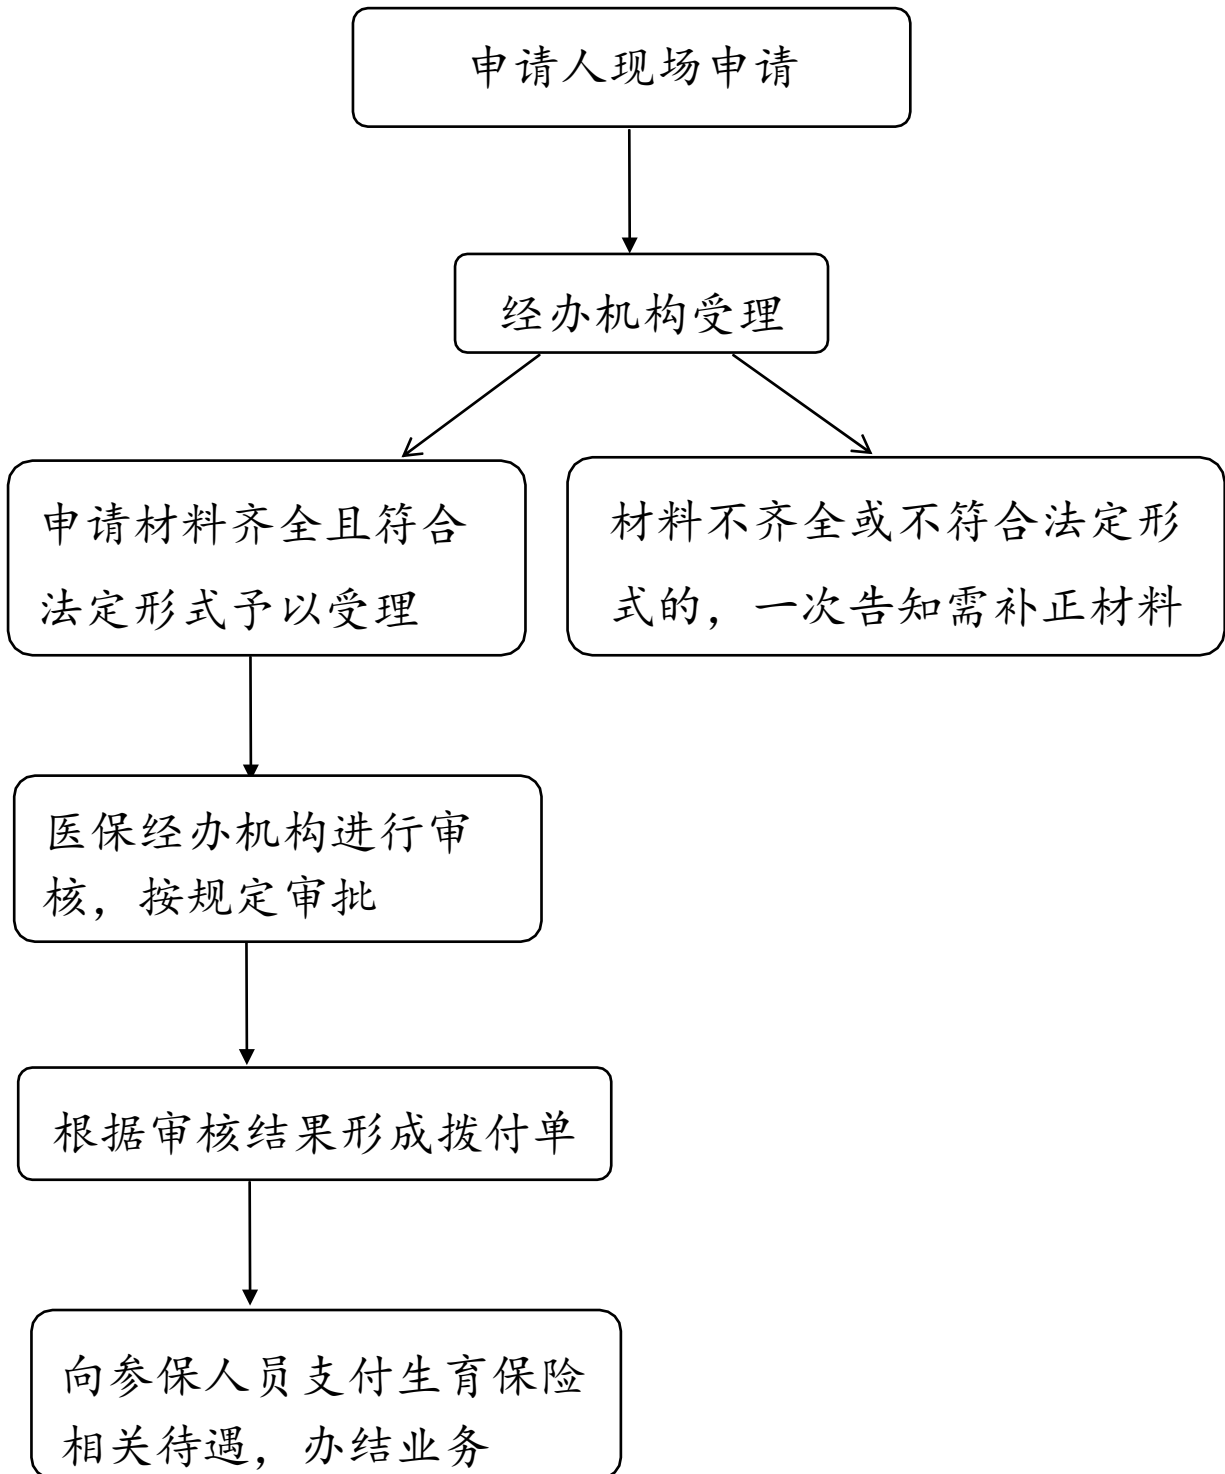 申请人现场申请
经办机构受理
申请材料齐全且符合
法定形式予以受理
材料不齐全或不符合法定形
式的，一次告知需补正材料
医保经办机构进行审
核，按规定审批
根据审核结果形成拨付单
向参保人员支付生育保险
相关待遇，办结业务